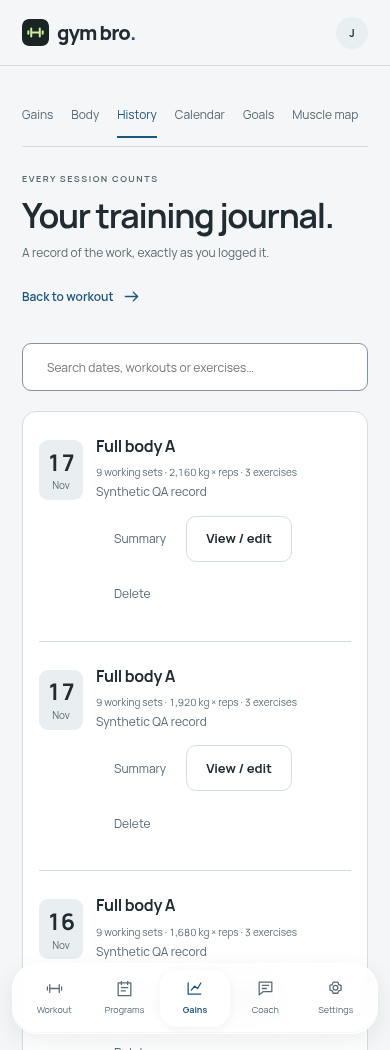 gym bro.
J
Gains Body History Calendar Goals Muscle map
EVERY SESSION COUNTS
Your training journal.
A record of the work, exactly as you logged it.
Back to workout →
Search dates, workouts or exercises…
17
Nov
Full body A
9 working sets · 2,160 kg × reps · 3 exercises
Synthetic QA record
Summary View / edit
Delete
17
Nov
Full body A
9 working sets · 1,920 kg × reps · 3 exercises
Synthetic QA record
Summary View / edit
Delete
16
Nov
Full body A
9 working sets · 1,680 kg × reps · 3 exercises
Synthetic QA record
Workout Programs Gains Coach Settings